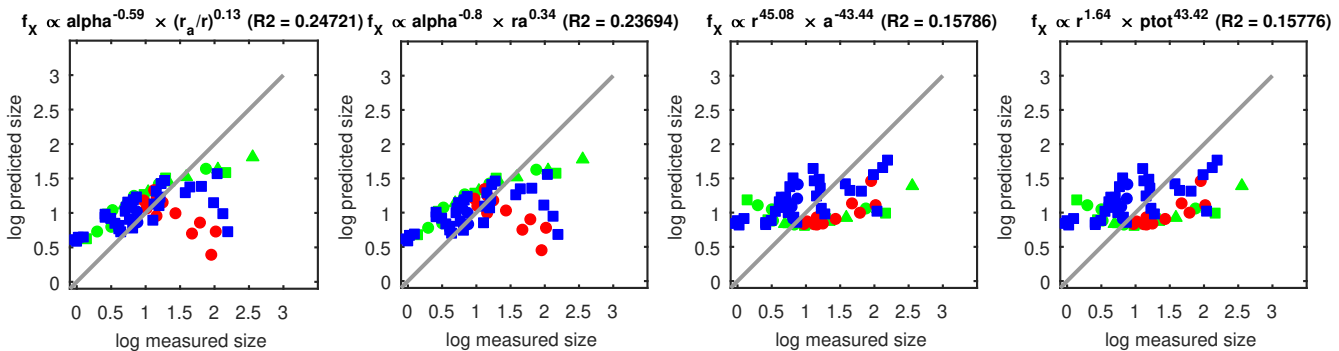 f_X ∝ alpha^-0.59 × (r_a/r)^0.13 (R2 = 0.24721)
3
2.5
2
1.5
1
0.5
0
log predicted size
0 0.5 1 1.5 2 2.5 3
log measured size
f_X ∝ alpha^-0.8 × ra^0.34 (R2 = 0.23694)
3
2.5
2
1.5
1
0.5
0
log predicted size
0 0.5 1 1.5 2 2.5 3
log measured size
f_X ∝ r^45.08 × a^-43.44 (R2 = 0.15786)
3
2.5
2
1.5
1
0.5
0
log predicted size
0 0.5 1 1.5 2 2.5 3
log measured size
f_X ∝ r^1.64 × ptot^43.42 (R2 = 0.15776)
3
2.5
2
1.5
1
0.5
0
log predicted size
0 0.5 1 1.5 2 2.5 3
log measured size